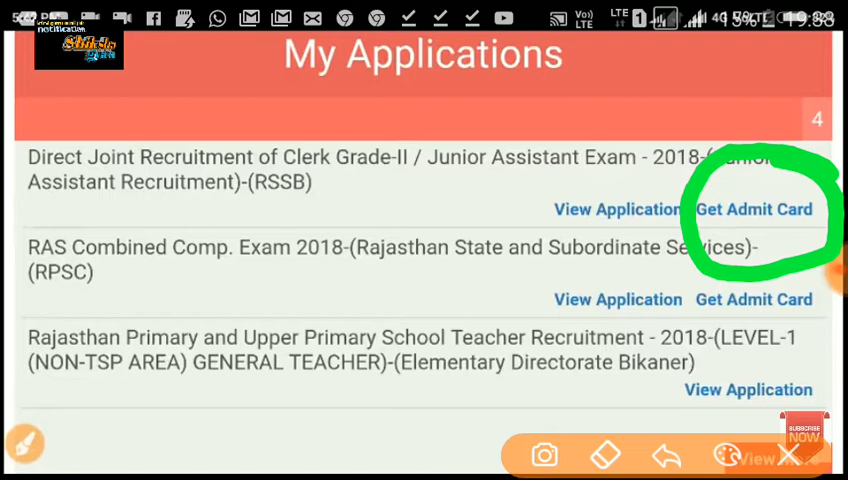 notification
My Applications
4
Direct Joint Recruitment of Clerk Grade-II / Junior Assistant Exam - 2018-(
Assistant Recruitment)-(RSSB)
View Application Get Admit Card
RAS Combined Comp. Exam 2018-(Rajasthan State and Subordinate Services)-
(RPSC)
View Application Get Admit Card
Rajasthan Primary and Upper Primary School Teacher Recruitment - 2018-(LEVEL-1
(NON-TSP AREA) GENERAL TEACHER)-(Elementary Directorate Bikaner)
View Application
SUBSCRIBE
NOW
View More